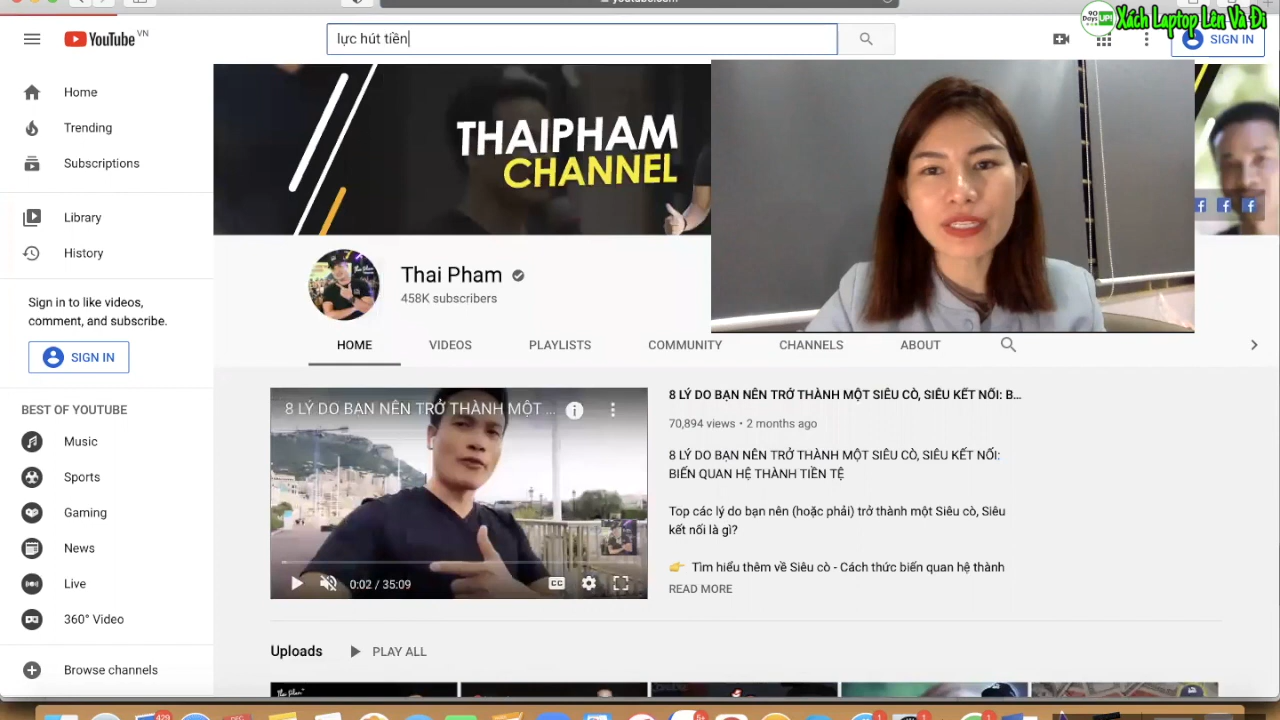 youtube.com
90 Days UP!
Xách Laptop Lên Và Đi
YouTube VN
lực hút tiền
SIGN IN
Home
Trending
Subscriptions
Library
History
Sign in to like videos,
comment, and subscribe.
SIGN IN
BEST OF YOUTUBE
Music
Sports
Gaming
News
Live
360° Video
Browse channels
THAIPHAM
CHANNEL
Thai Pham
458K subscribers
HOME
VIDEOS
PLAYLISTS
COMMUNITY
CHANNELS
ABOUT
8 LÝ DO BẠN NÊN TRỞ THÀNH MỘT ...
0:02 / 35:09
8 LÝ DO BẠN NÊN TRỞ THÀNH MỘT SIÊU CÒ, SIÊU KẾT NỐI: B...
70,894 views • 2 months ago
8 LÝ DO BẠN NÊN TRỞ THÀNH MỘT SIÊU CÒ, SIÊU KẾT NỐI:
BIẾN QUAN HỆ THÀNH TIỀN TỆ
Top các lý do bạn nên (hoặc phải) trở thành một Siêu cò, Siêu
kết nối là gì?
👉 Tìm hiểu thêm về Siêu cò - Cách thức biến quan hệ thành
READ MORE
Uploads
PLAY ALL
429